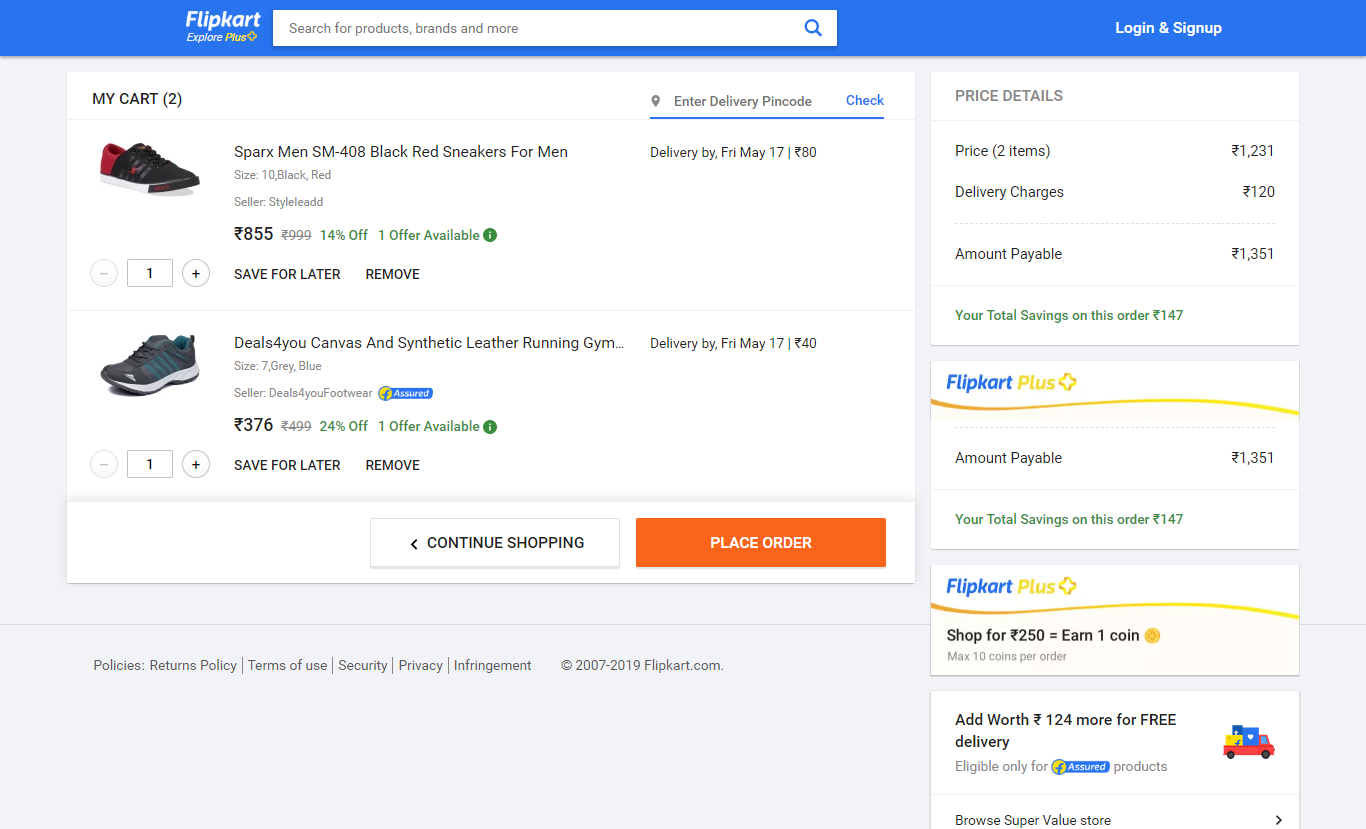 Flipkart
Explore Plus
Search for products, brands and more
Login & Signup
MY CART (2)
Enter Delivery Pincode
Check
Sparx Men SM-408 Black Red Sneakers For Men
Size: 10,Black, Red
Seller: Styleleadd
₹855 ₹999 14% Off 1 Offer Available
Delivery by, Fri May 17 | ₹80
− 1 + SAVE FOR LATER REMOVE
Deals4you Canvas And Synthetic Leather Running Gym...
Size: 7,Grey, Blue
Seller: Deals4youFootwear Assured
₹376 ₹499 24% Off 1 Offer Available
Delivery by, Fri May 17 | ₹40
− 1 + SAVE FOR LATER REMOVE
CONTINUE SHOPPING
PLACE ORDER
PRICE DETAILS
Price (2 items) ₹1,231
Delivery Charges ₹120
Amount Payable ₹1,351
Your Total Savings on this order ₹147
Flipkart Plus
Amount Payable ₹1,351
Your Total Savings on this order ₹147
Flipkart Plus
Shop for ₹250 = Earn 1 coin
Max 10 coins per order
Add Worth ₹ 124 more for FREE
delivery
Eligible only for Assured products
Browse Super Value store
Policies: Returns Policy | Terms of use | Security | Privacy | Infringement © 2007-2019 Flipkart.com.